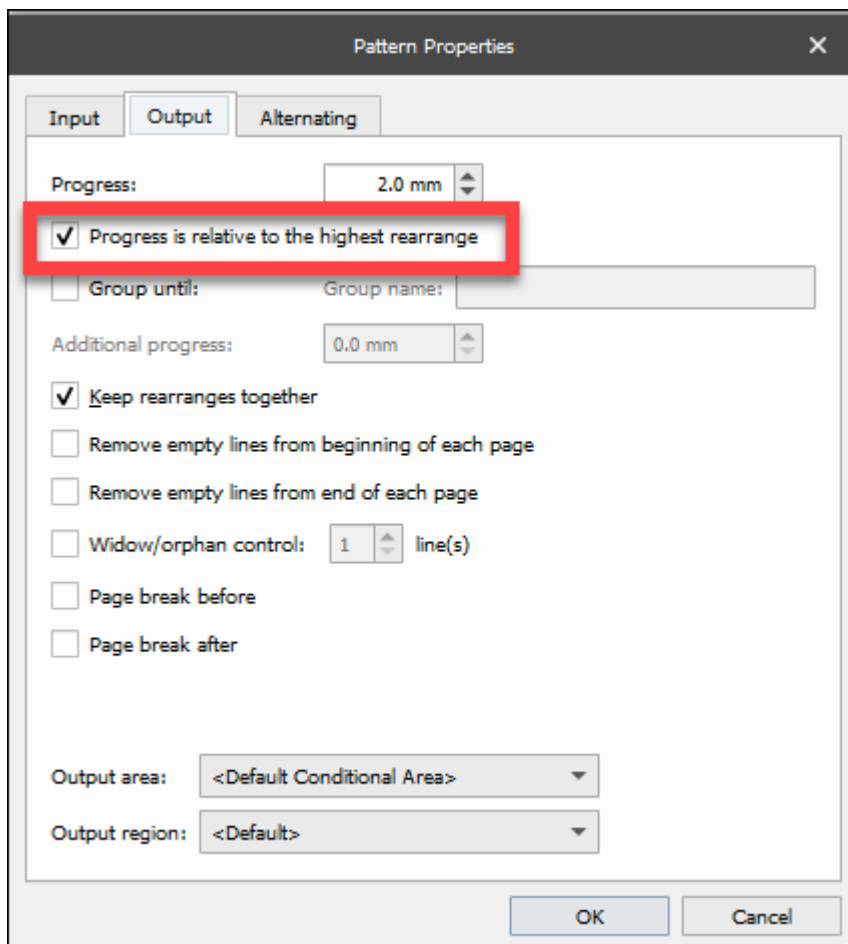 Pattern Properties
Input Output Alternating
Progress: 2.0 mm
Progress is relative to the highest rearrange
Group until: Group name:
Additional progress: 0.0 mm
Keep rearranges together
Remove empty lines from beginning of each page
Remove empty lines from end of each page
Widow/orphan control: 1 line(s)
Page break before
Page break after
Output area: <Default Conditional Area>
Output region: <Default>
OK Cancel